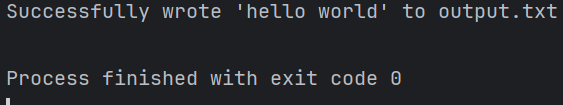 Successfully wrote 'hello world' to output.txt
Process finished with exit code 0